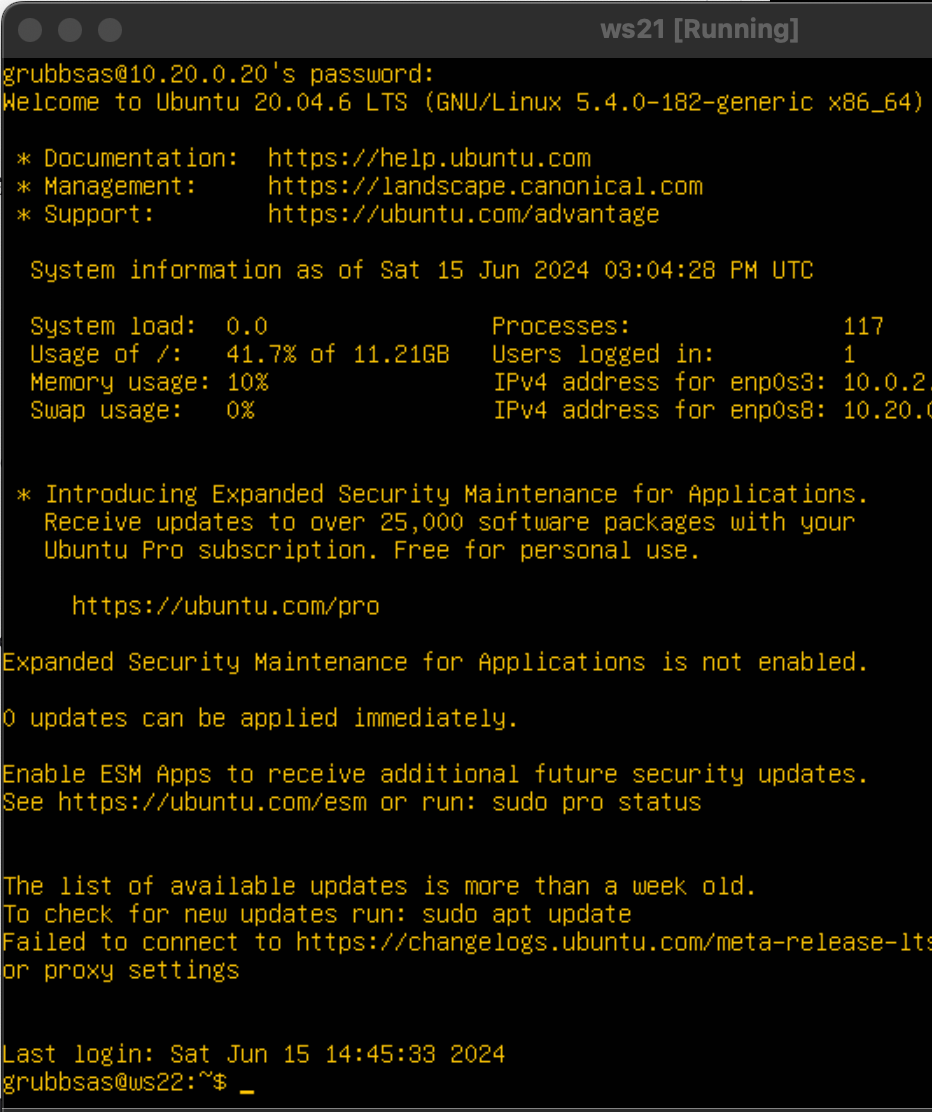 ws21 [Running]
grubbsas@10.20.0.20's password:
Welcome to Ubuntu 20.04.6 LTS (GNU/Linux 5.4.0-182-generic x86_64)
* Documentation: https://help.ubuntu.com
* Management: https://landscape.canonical.com
* Support: https://ubuntu.com/advantage
System information as of Sat 15 Jun 2024 03:04:28 PM UTC
System load: 0.0 Processes: 117
Usage of /: 41.7% of 11.21GB Users logged in: 1
Memory usage: 10% IPv4 address for enp0s3: 10.0.2.
Swap usage: 0% IPv4 address for enp0s8: 10.20.0
* Introducing Expanded Security Maintenance for Applications.
Receive updates to over 25,000 software packages with your
Ubuntu Pro subscription. Free for personal use.
https://ubuntu.com/pro
Expanded Security Maintenance for Applications is not enabled.
0 updates can be applied immediately.
Enable ESM Apps to receive additional future security updates.
See https://ubuntu.com/esm or run: sudo pro status
The list of available updates is more than a week old.
To check for new updates run: sudo apt update
Failed to connect to https://changelogs.ubuntu.com/meta-release-lts
or proxy settings
Last login: Sat Jun 15 14:45:33 2024
grubbsas@ws22:~$ _